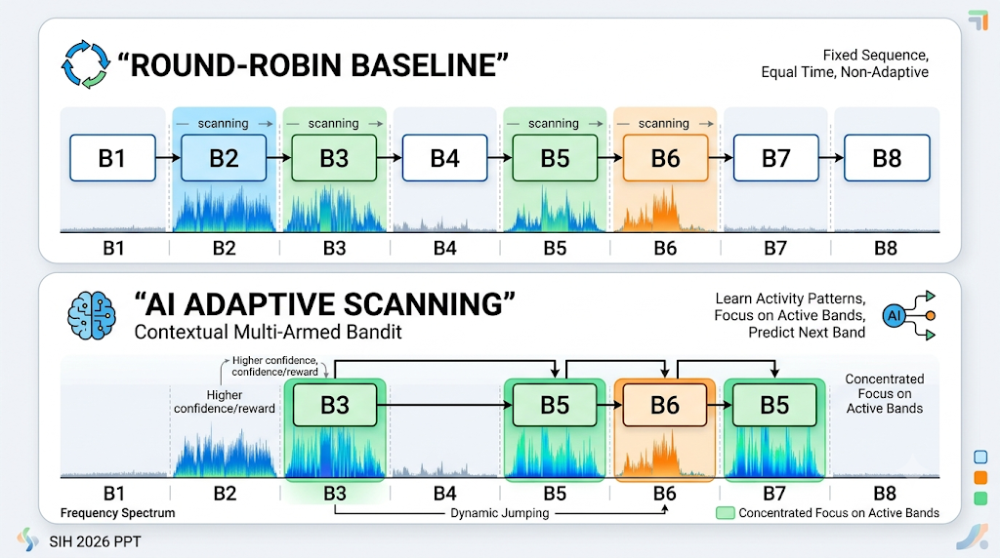 “ROUND-ROBIN BASELINE”
Fixed Sequence,
Equal Time, Non-Adaptive
scanning
scanning
scanning
scanning
B1
B2
B3
B4
B5
B6
B7
B8
B1
B2
B3
B4
B5
B6
B7
B8
“AI ADAPTIVE SCANNING”
Contextual Multi-Armed Bandit
Learn Activity Patterns,
Focus on Active Bands,
Predict Next Band
AI
Higher confidence,
confidence/reward
Higher
confidence/reward
B3
B5
B6
B5
Concentrated
Focus on
Active Bands
B1
B2
B3
B4
B5
B6
B7
B8
Frequency Spectrum
Dynamic Jumping
Concentrated Focus on Active Bands
SIH 2026 PPT